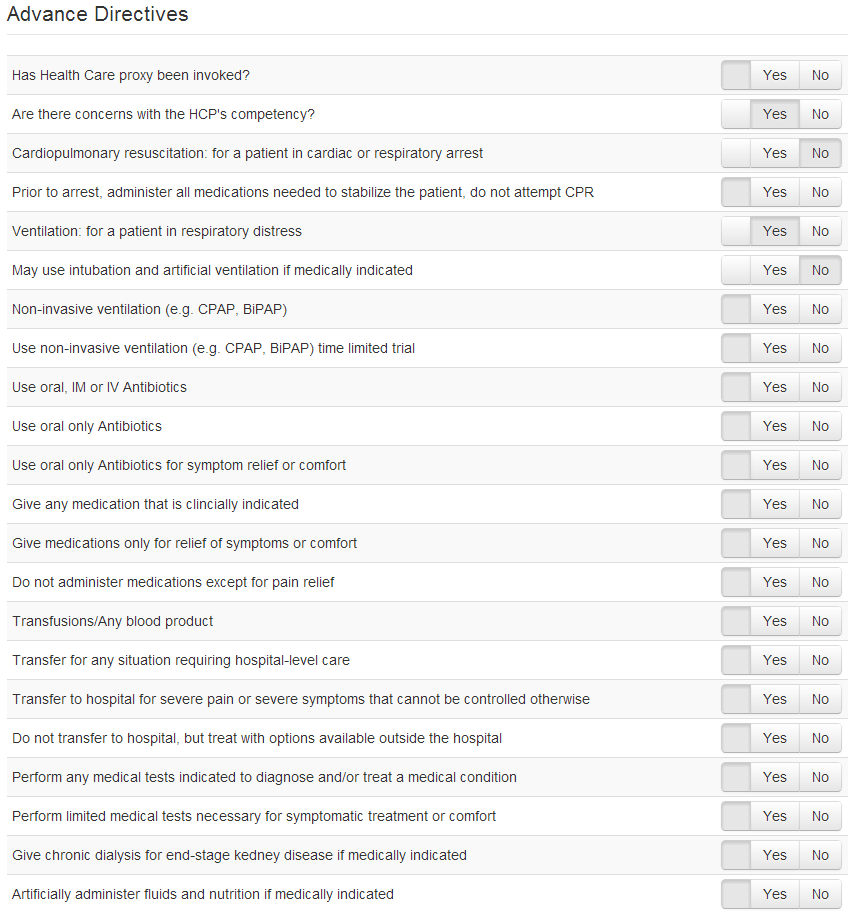 Advance Directives
Has Health Care proxy been invoked? Yes No
Are there concerns with the HCP's competency? Yes No
Cardiopulmonary resuscitation: for a patient in cardiac or respiratory arrest Yes No
Prior to arrest, administer all medications needed to stabilize the patient, do not attempt CPR Yes No
Ventilation: for a patient in respiratory distress Yes No
May use intubation and artificial ventilation if medically indicated Yes No
Non-invasive ventilation (e.g. CPAP, BiPAP) Yes No
Use non-invasive ventilation (e.g. CPAP, BiPAP) time limited trial Yes No
Use oral, IM or IV Antibiotics Yes No
Use oral only Antibiotics Yes No
Use oral only Antibiotics for symptom relief or comfort Yes No
Give any medication that is clincially indicated Yes No
Give medications only for relief of symptoms or comfort Yes No
Do not administer medications except for pain relief Yes No
Transfusions/Any blood product Yes No
Transfer for any situation requiring hospital-level care Yes No
Transfer to hospital for severe pain or severe symptoms that cannot be controlled otherwise Yes No
Do not transfer to hospital, but treat with options available outside the hospital Yes No
Perform any medical tests indicated to diagnose and/or treat a medical condition Yes No
Perform limited medical tests necessary for symptomatic treatment or comfort Yes No
Give chronic dialysis for end-stage kedney disease if medically indicated Yes No
Artificially administer fluids and nutrition if medically indicated Yes No